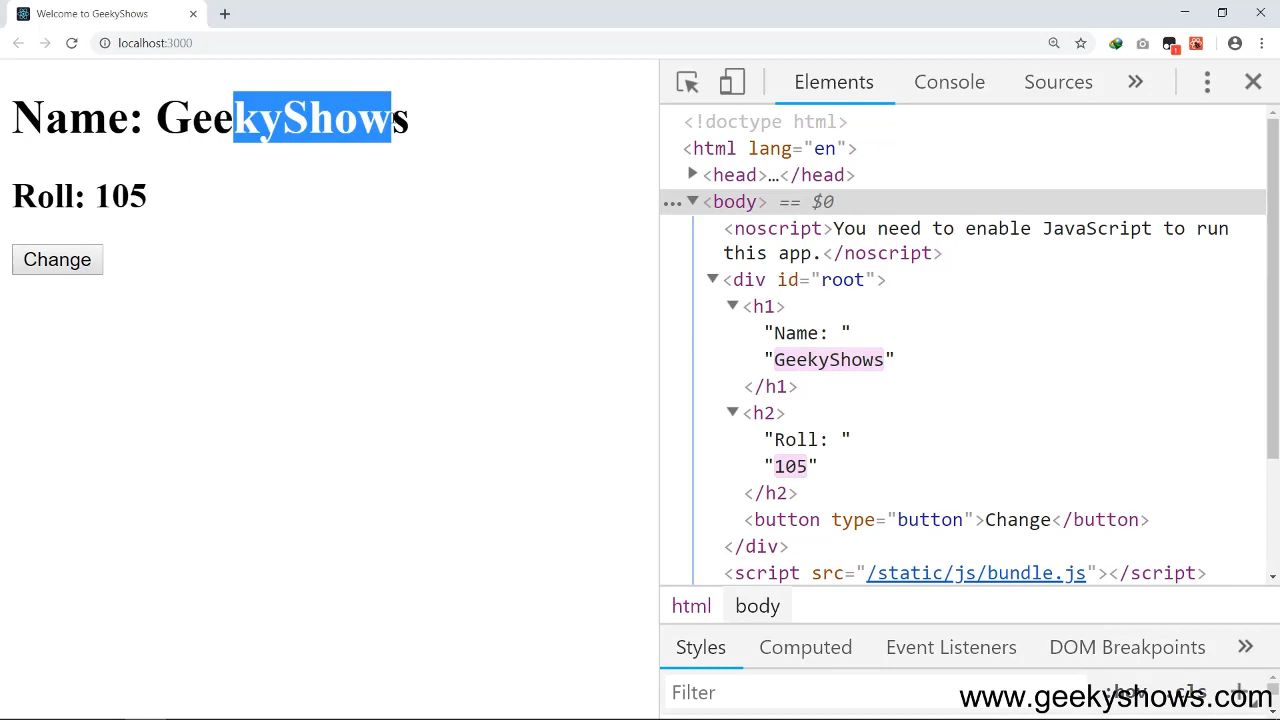 Welcome to GeekyShows
localhost:3000
1
Name: GeekyShows
Roll: 105
Change
Elements
Console
Sources
<!doctype html>
<html lang="en">
<head>…</head>
<body> == $0
<noscript>You need to enable JavaScript to run
this app.</noscript>
<div id="root">
<h1>
"Name: "
"GeekyShows"
</h1>
<h2>
"Roll: "
"105"
</h2>
<button type="button">Change</button>
</div>
<script src="/static/js/bundle.js"></script>
html
body
Styles
Computed
Event Listeners
DOM Breakpoints
Filter
:hov .cls
www.geekyshows.com